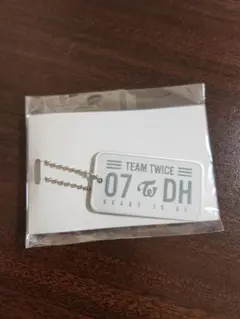 TEAM TWICE
07 DH
READY TO BE